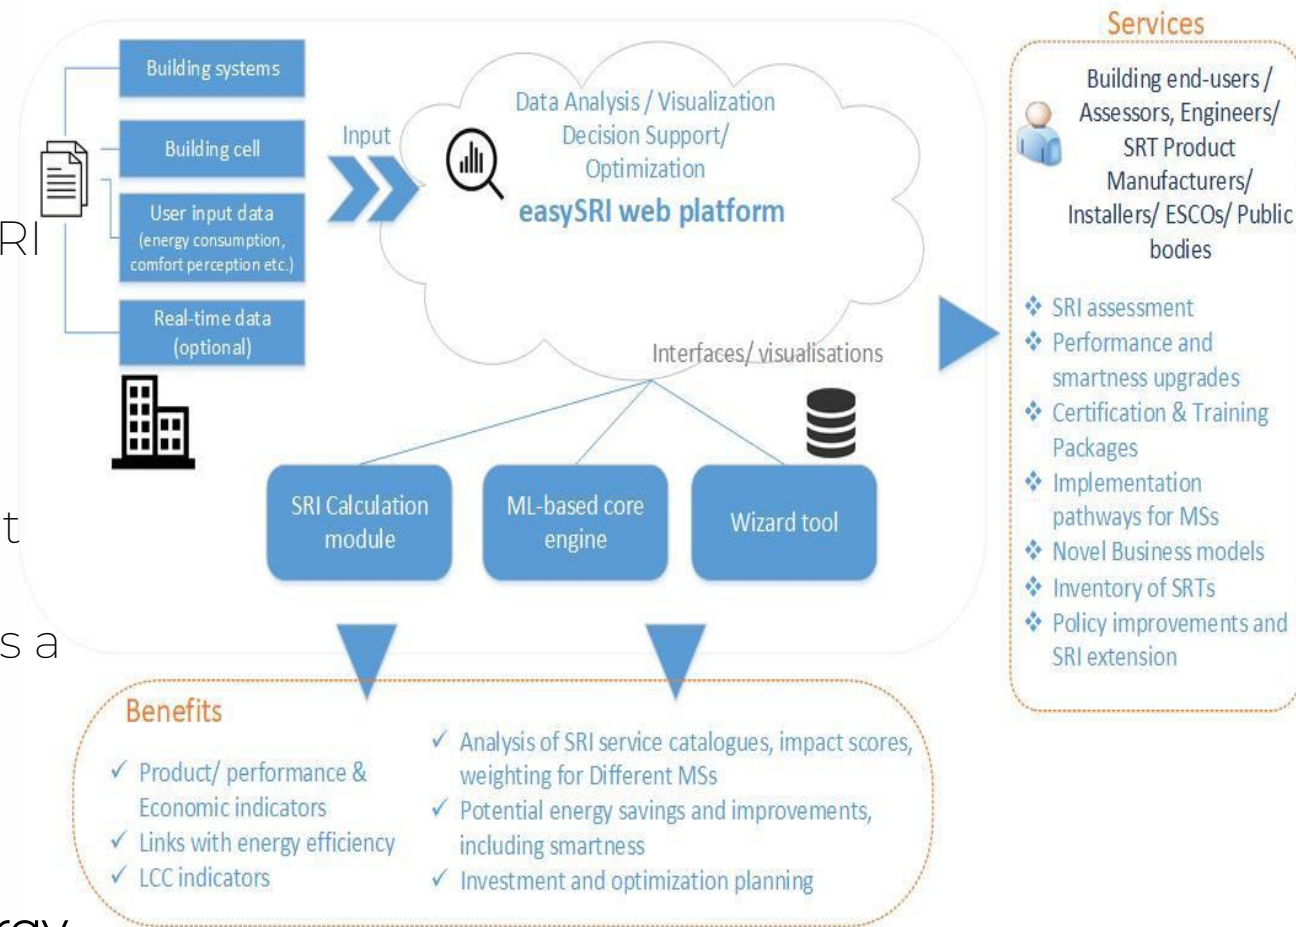 Building systems
Building cell
User input data
(energy consumption,
comfort perception etc.)
Real-time data
(optional)
Input
Data Analysis / Visualization
Decision Support/
Optimization
easySRI web platform
Interfaces/ visualisations
SRI Calculation
module
ML-based core
engine
Wizard tool
Services
Building end-users /
Assessors, Engineers/
SRT Product
Manufacturers/
Installers/ ESCOs/ Public
bodies
❖ SRI assessment
❖ Performance and
smartness upgrades
❖ Certification & Training
Packages
❖ Implementation
pathways for MSs
❖ Novel Business models
❖ Inventory of SRTs
❖ Policy improvements and
SRI extension
Benefits
✓ Product/ performance &
Economic indicators
✓ Links with energy efficiency
✓ LCC indicators
✓ Analysis of SRI service catalogues, impact scores,
weighting for Different MSs
✓ Potential energy savings and improvements,
including smartness
✓ Investment and optimization planning
RI
t
s a